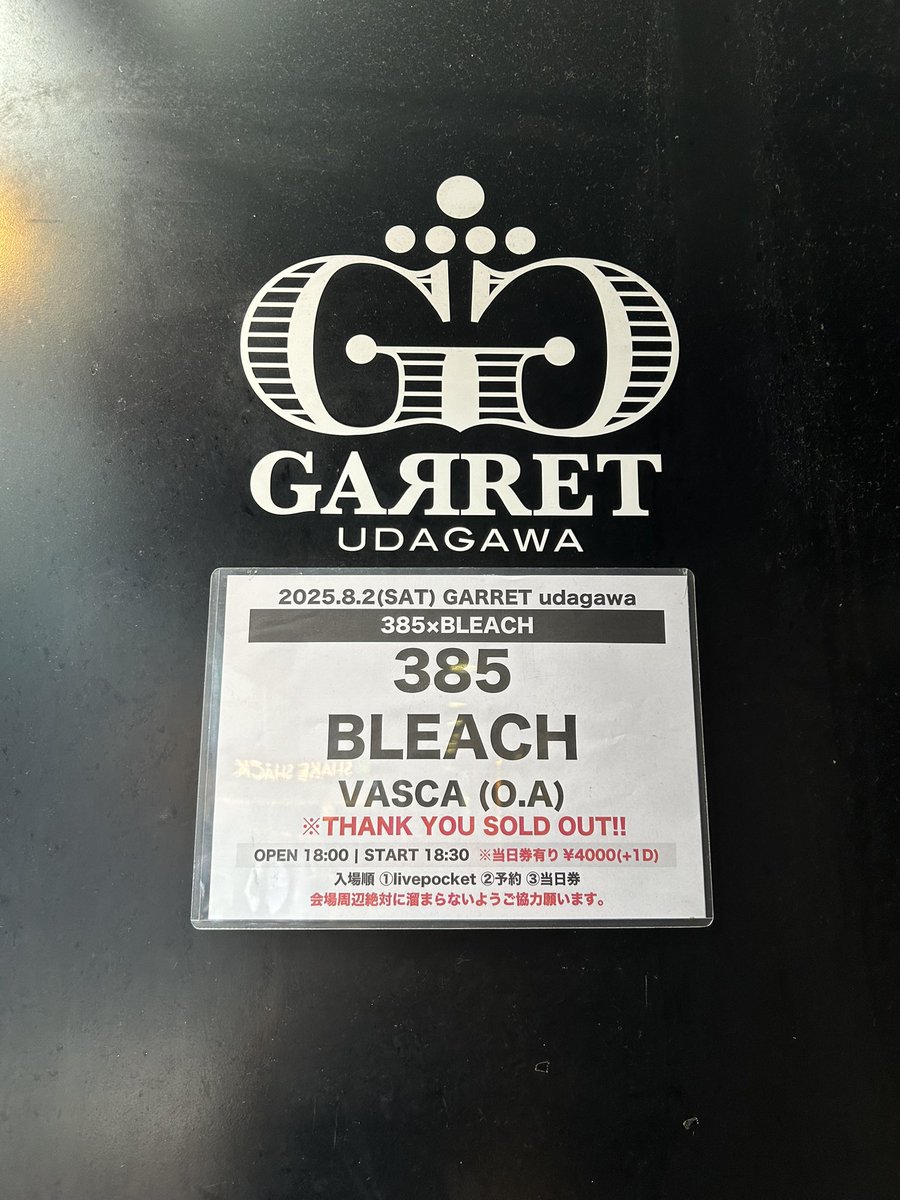 GAЯRET
UDAGAWA
2025.8.2(SAT) GARRET udagawa
385×BLEACH
385
BLEACH
VASCA (O.A)
※THANK YOU SOLD OUT!!
OPEN 18:00 | START 18:30 ※当日券有り ¥4000(+1D)
入場順 ①livepocket ②予約 ③当日券
会場周辺絶対に溜まらないようご協力願います。
SHAKE SHACK